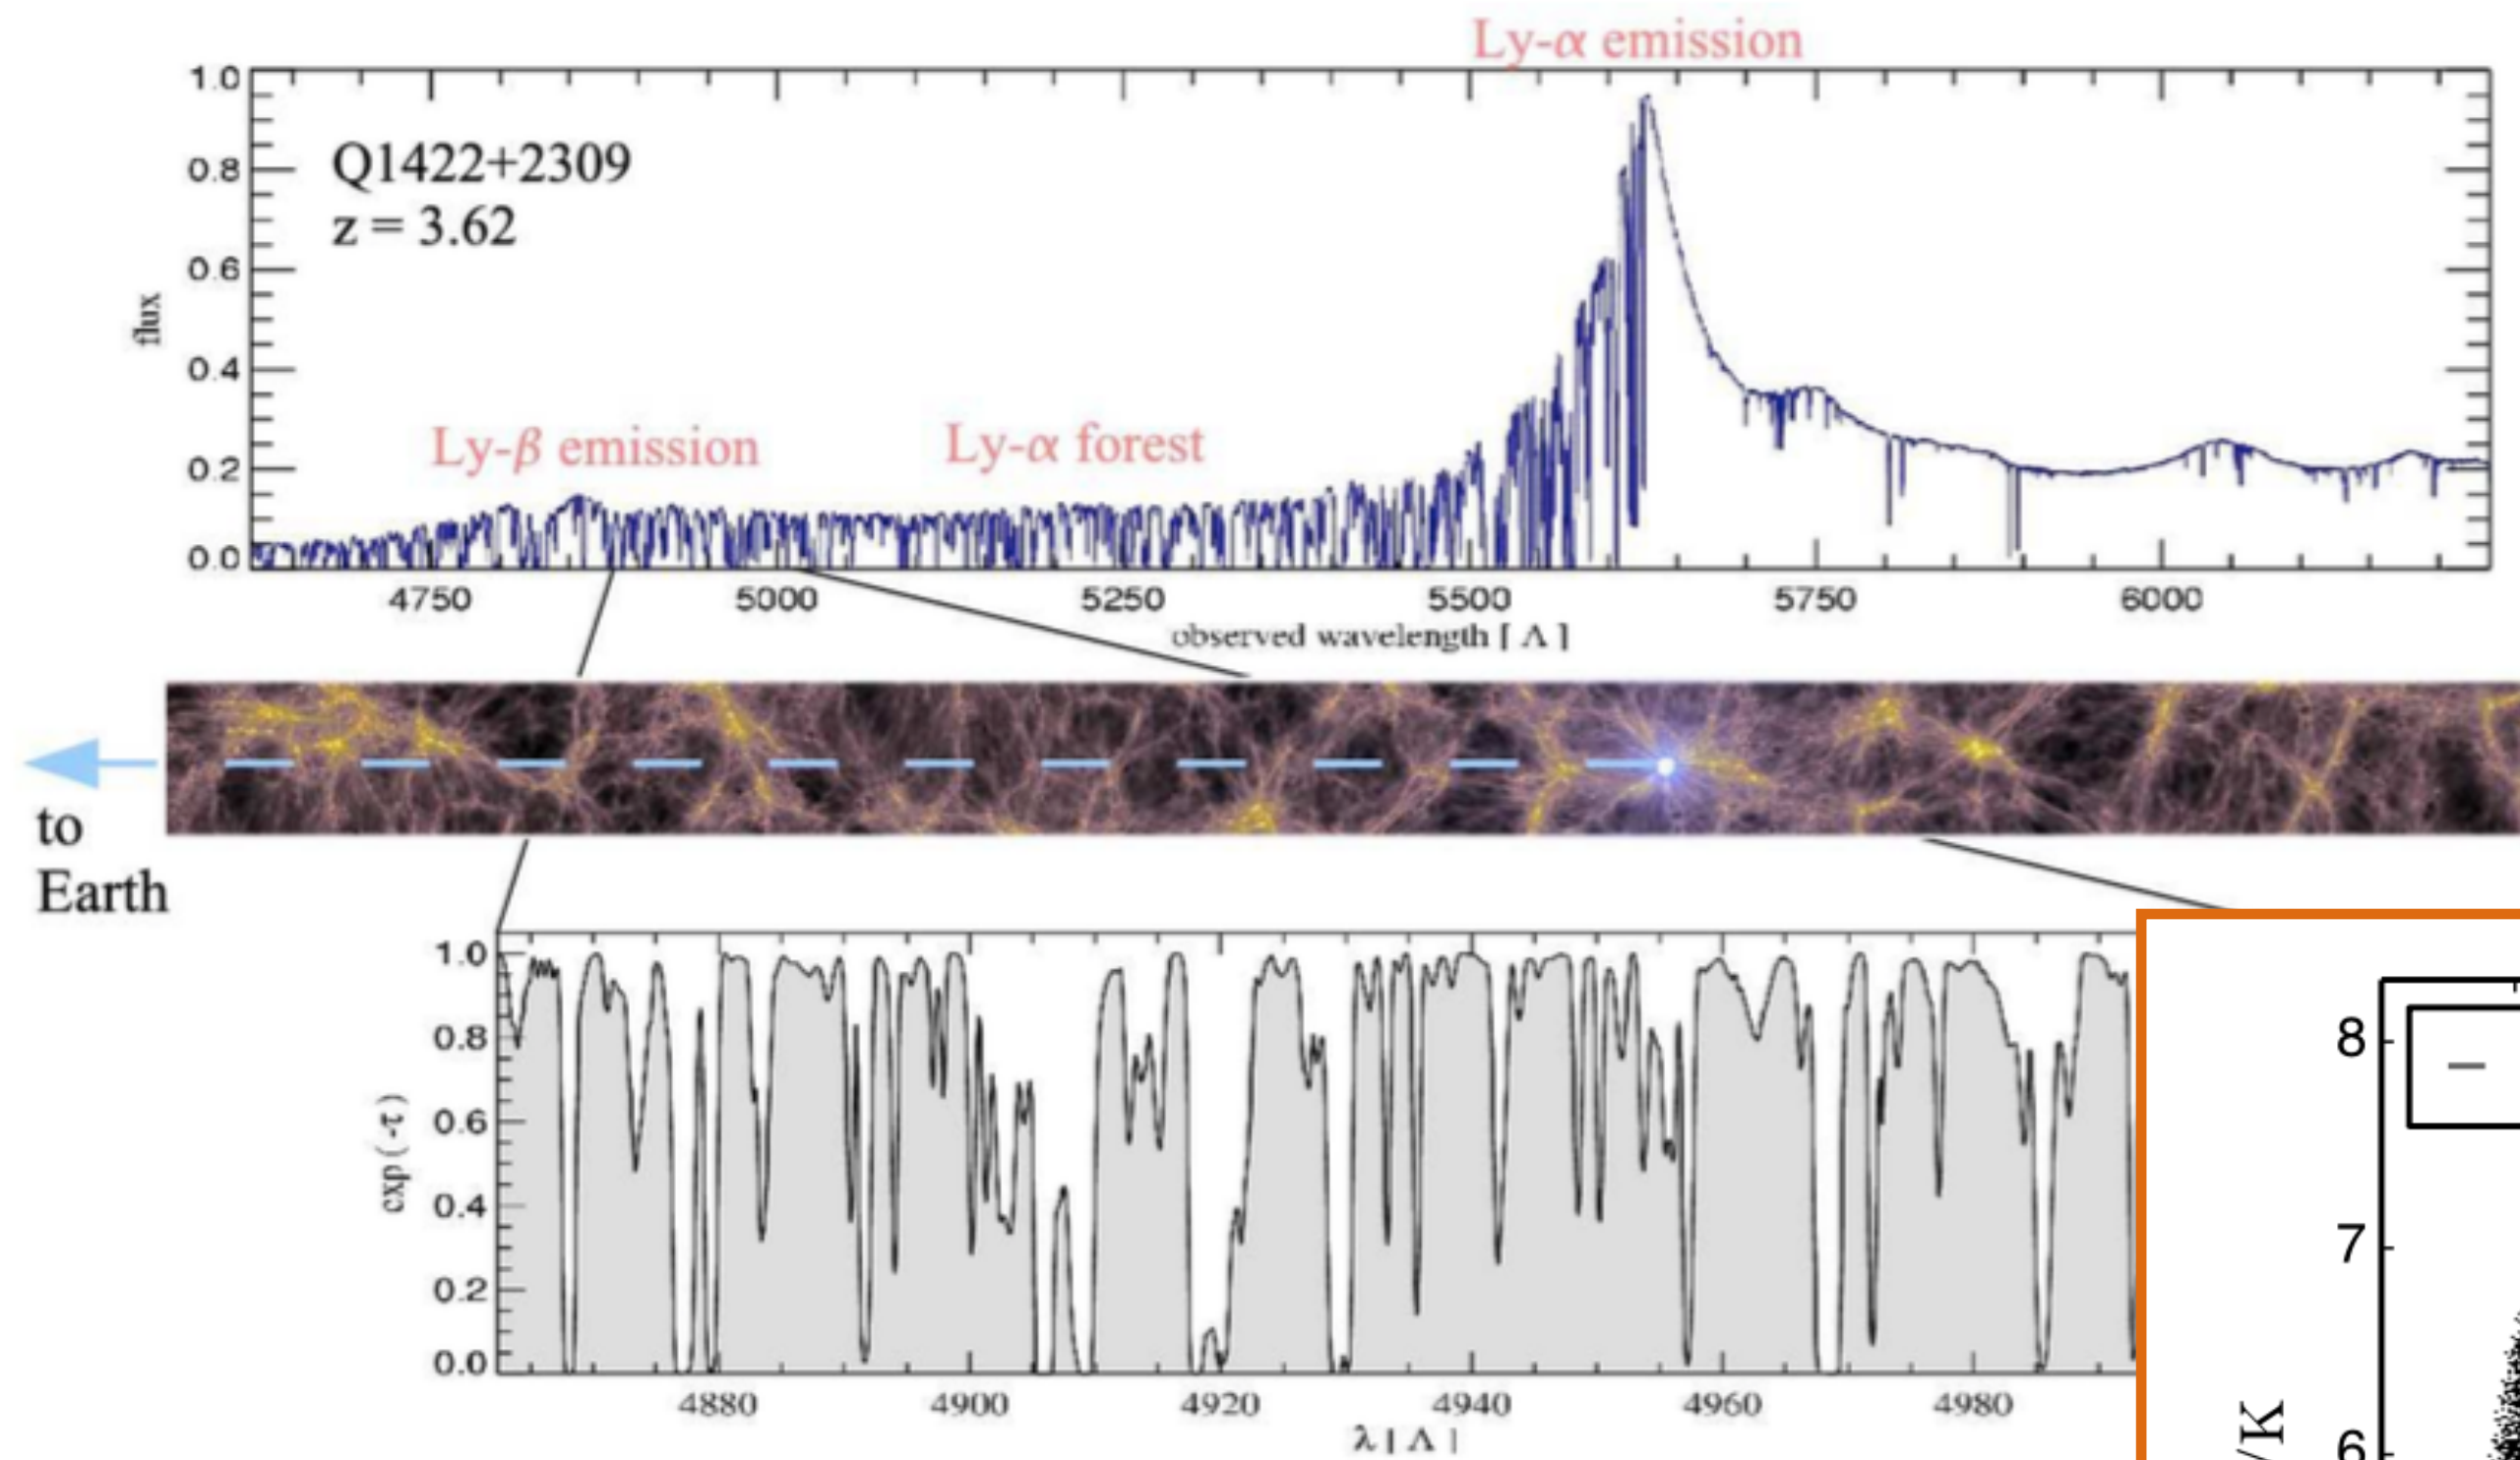 Ly-α emission
1.0
0.8
0.6
0.4
0.2
0.0
flux
Q1422+2309
z = 3.62
Ly-β emission
Ly-α forest
4750 5000 5250 5500 5750 6000
observed wavelength [ Λ ]
to
Earth
1.0
0.8
0.6
0.4
0.2
0.0
exp(-τ)
4880 4900 4920 4940 4960 4980
λ [ Λ ]
8
7
6
/K